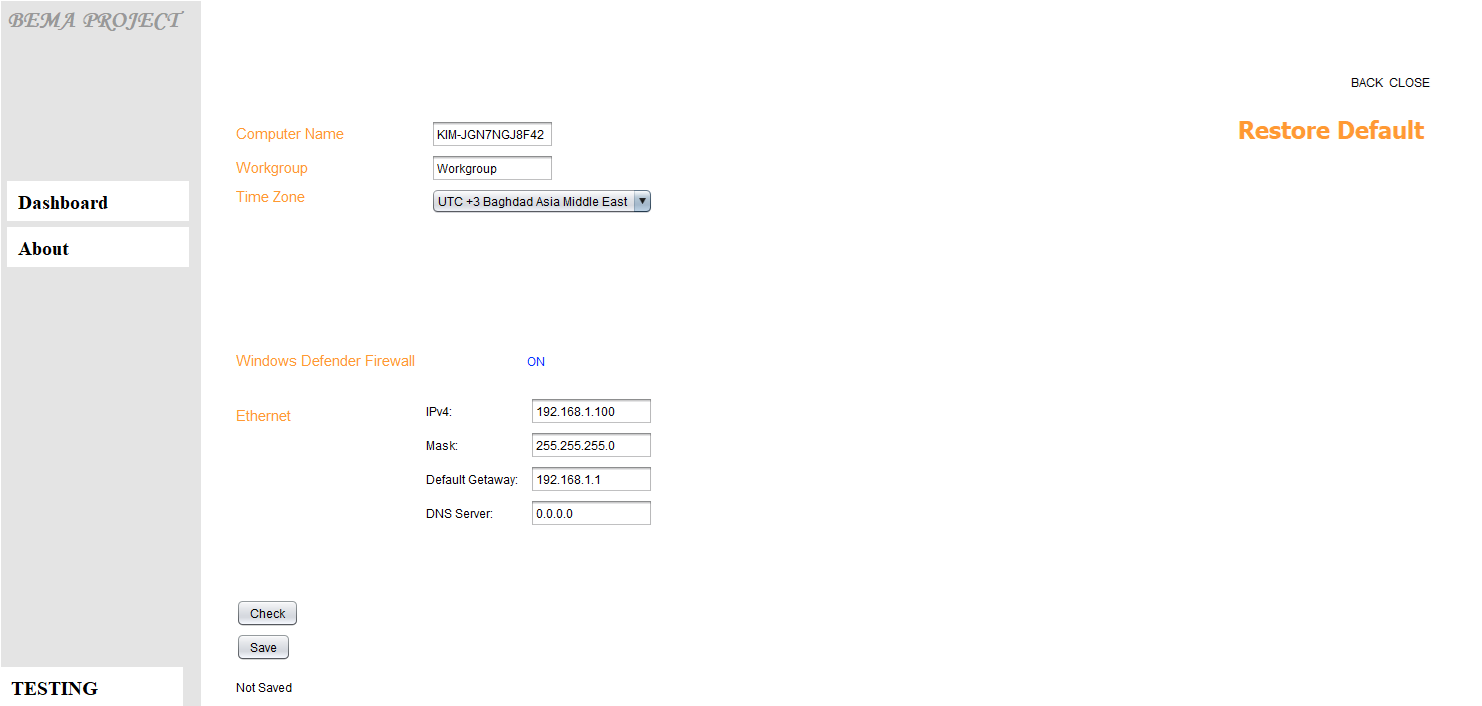 BEMA PROJECT
BACK CLOSE
Restore Default
Computer Name KIM-JGN7NGJ8F42
Workgroup Workgroup
Time Zone UTC +3 Baghdad Asia Middle East
Dashboard
About
Windows Defender Firewall ON
Ethernet IPv4: 192.168.1.100
Mask: 255.255.255.0
Default Getaway: 192.168.1.1
DNS Server: 0.0.0.0
Check
Save
Not Saved
TESTING